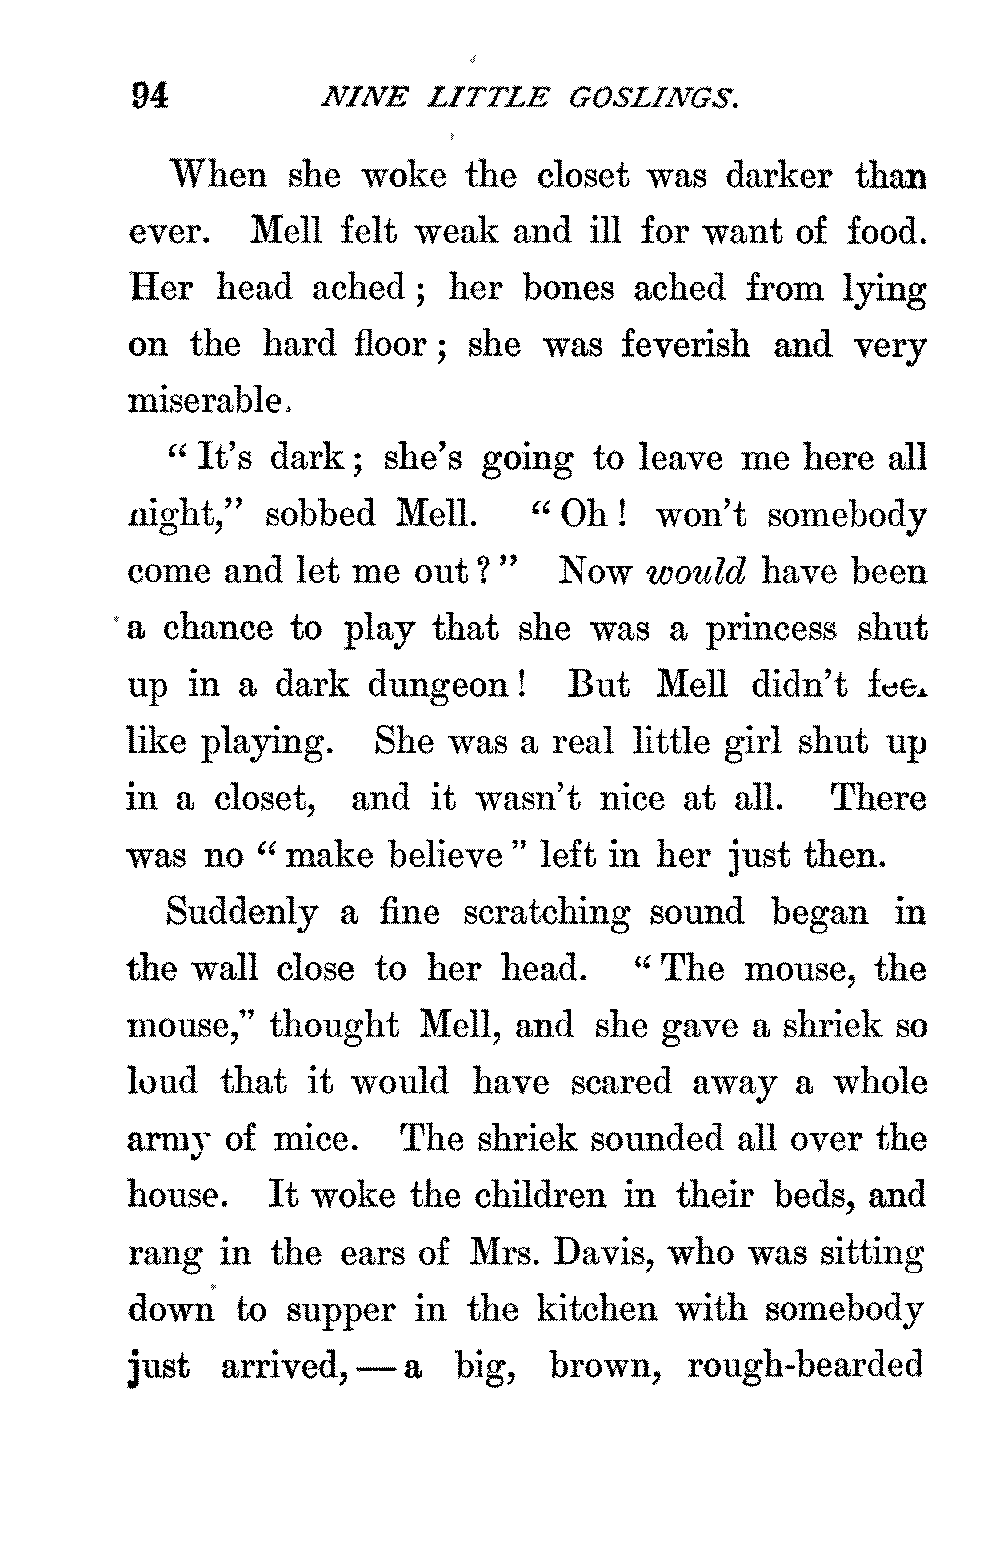 94 NINE LITTLE GOSLINGS.
When she woke the closet was darker than
ever. Mell felt weak and ill for want of food.
Her head ached; her bones ached from lying
on the hard floor; she was feverish and very
miserable.
"It's dark; she's going to leave me here all
night," sobbed Mell. "Oh! won't somebody
come and let me out?" Now would have been
a chance to play that she was a princess shut
up in a dark dungeon! But Mell didn't feel
like playing. She was a real little girl shut up
in a closet, and it wasn't nice at all. There
was no "make believe" left in her just then.
Suddenly a fine scratching sound began in
the wall close to her head. "The mouse, the
mouse," thought Mell, and she gave a shriek so
loud that it would have scared away a whole
army of mice. The shriek sounded all over the
house. It woke the children in their beds, and
rang in the ears of Mrs. Davis, who was sitting
down to supper in the kitchen with somebody
just arrived,—a big, brown, rough-bearded